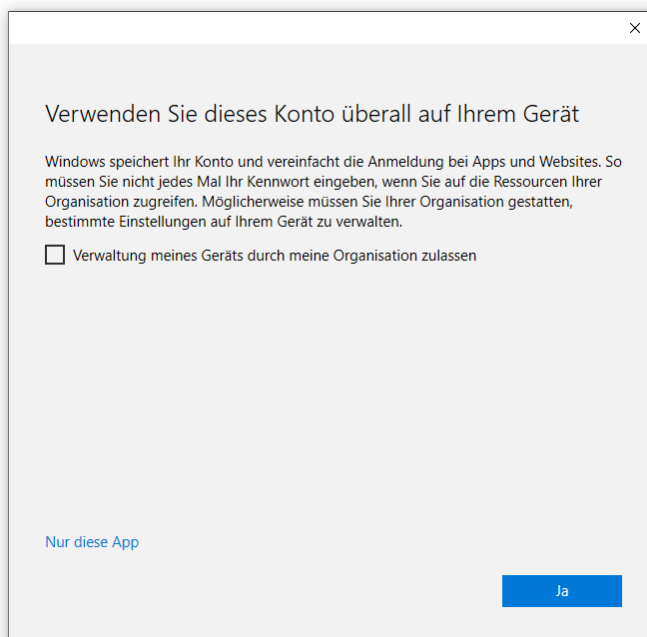 Verwenden Sie dieses Konto überall auf Ihrem Gerät
Windows speichert Ihr Konto und vereinfacht die Anmeldung bei Apps und Websites. So
müssen Sie nicht jedes Mal Ihr Kennwort eingeben, wenn Sie auf die Ressourcen Ihrer
Organisation zugreifen. Möglicherweise müssen Sie Ihrer Organisation gestatten,
bestimmte Einstellungen auf Ihrem Gerät zu verwalten.
Verwaltung meines Geräts durch meine Organisation zulassen
Nur diese App
Ja